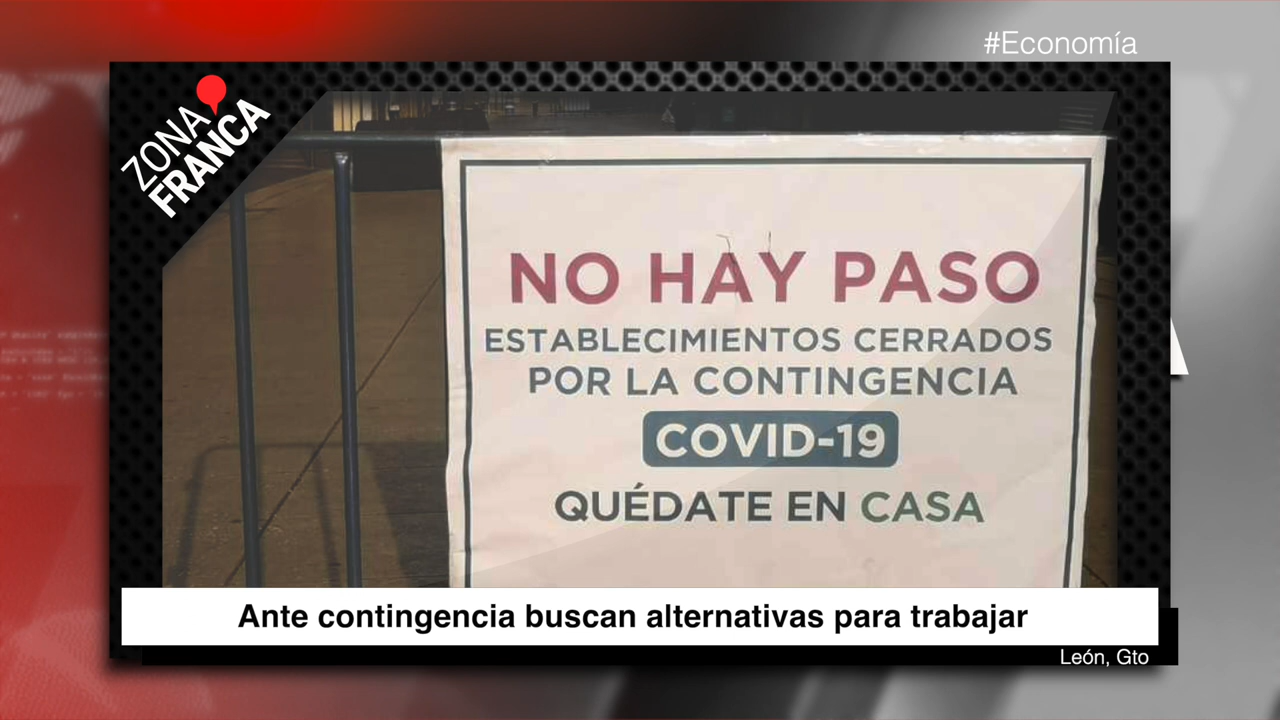 #Economía
ZONA
FRANCA
NO HAY PASO
ESTABLECIMIENTOS CERRADOS
POR LA CONTINGENCIA
COVID-19
QUÉDATE EN CASA
Ante contingencia buscan alternativas para trabajar
León, Gto